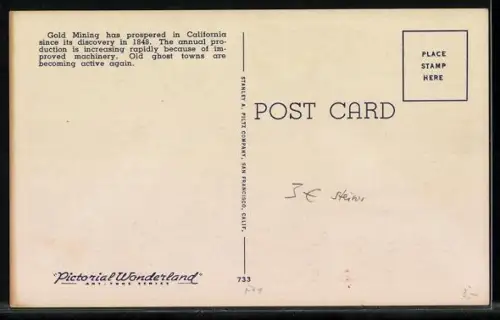 Gold Mining has prospered in California
since its discovery in 1848. The annual pro-
duction is increasing rapidly because of im-
proved machinery. Old ghost towns are
becoming active again.
STANLEY A. PILTZ COMPANY, SAN FRANCISCO, CALIF.
POST CARD
PLACE
STAMP
HERE
3 €
"Pictorial Wonderland"
ART-TONE SERIES
733